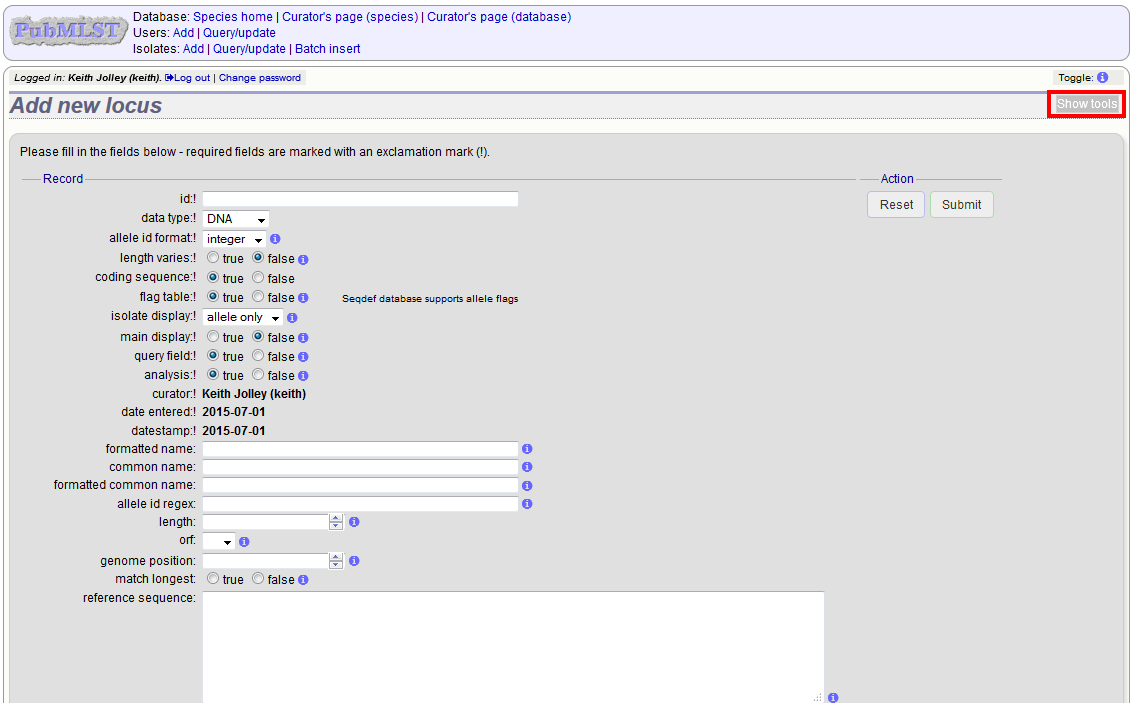 PubMLST
Database: Species home | Curator's page (species) | Curator's page (database)
Users: Add | Query/update
Isolates: Add | Query/update | Batch insert
Logged in: Keith Jolley (keith). Log out | Change password
Toggle: i
Add new locus
Show tools
Please fill in the fields below - required fields are marked with an exclamation mark (!).
Record
Action
id:!
Reset Submit
data type:! DNA
allele id format:! integer i
length varies:! true false i
coding sequence:! true false
flag table:! true false i Seqdef database supports allele flags
isolate display:! allele only i
main display:! true false i
query field:! true false i
analysis:! true false i
curator:! Keith Jolley (keith)
date entered:! 2015-07-01
datestamp:! 2015-07-01
formatted name: i
common name: i
formatted common name: i
allele id regex: i
length: i
orf: i
genome position: i
match longest: true false i
reference sequence: i